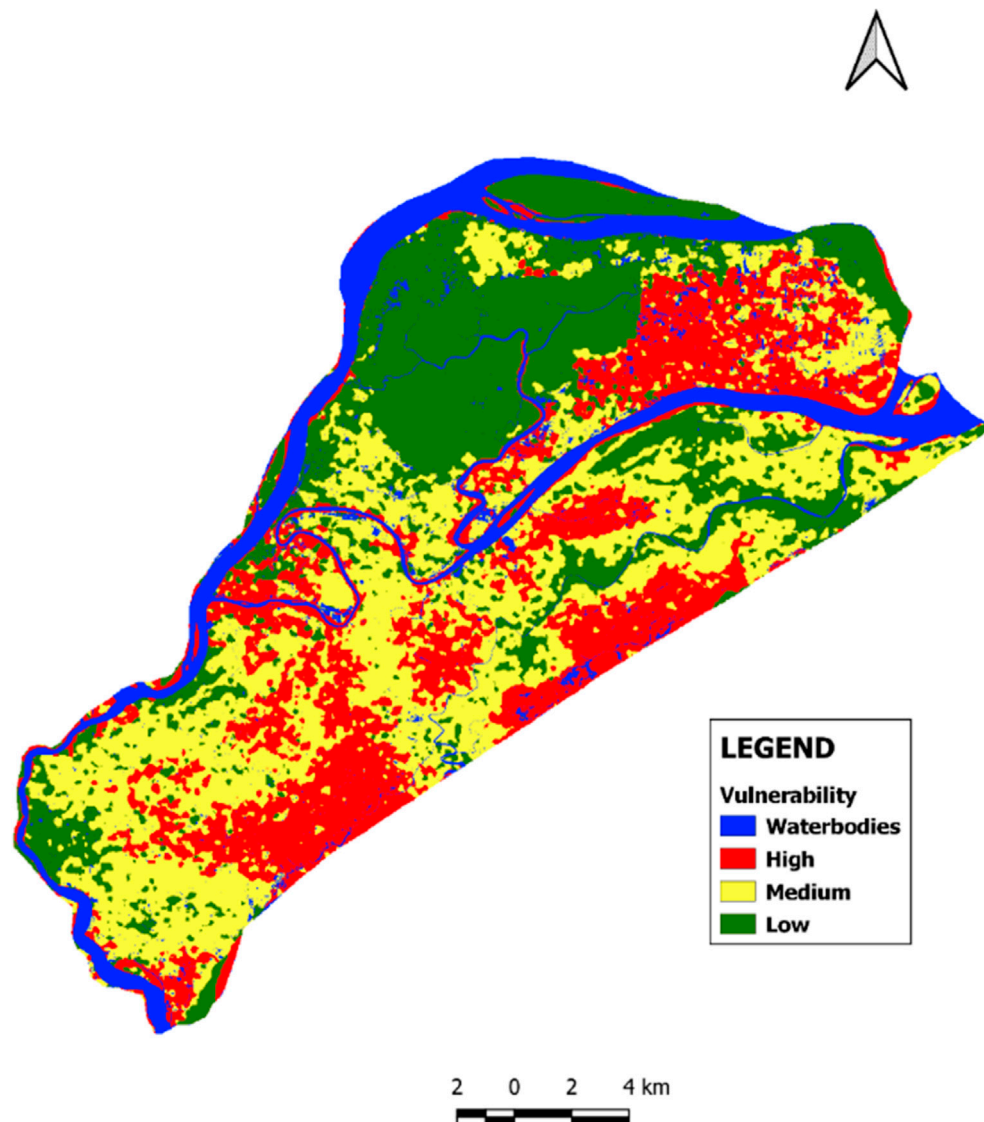 LEGEND
Vulnerability
Waterbodies
High
Medium
Low
2 0 2 4 km